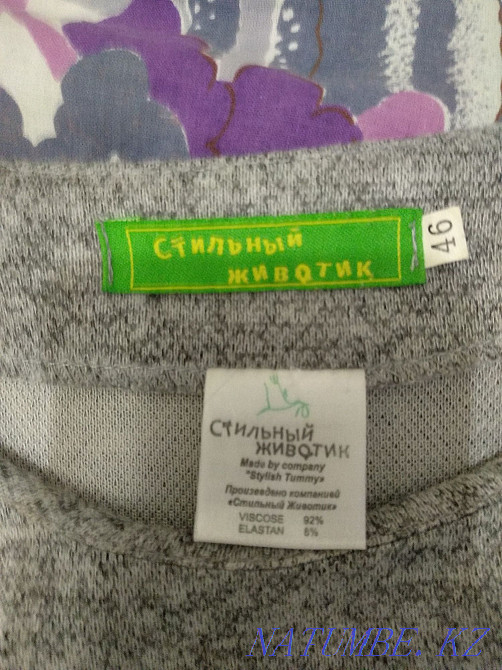 СТИЛЬНЫЙ
ЖИВОТИК
46
СТИЛЬНЫЙ
ЖИВОТИК
Made by company
"Stylish Tummy»
Произведено компанией
«Стильный Животик»
VISCOSE 92%
ELASTAN 8%
NATUMBE. KZ